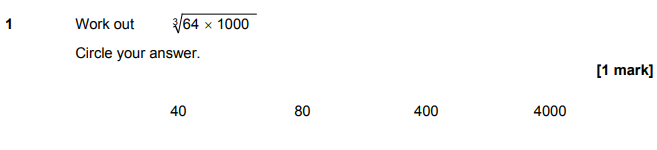 1 Work out ∛64 × 1000
Circle your answer.
[1 mark]
40 80 400 4000